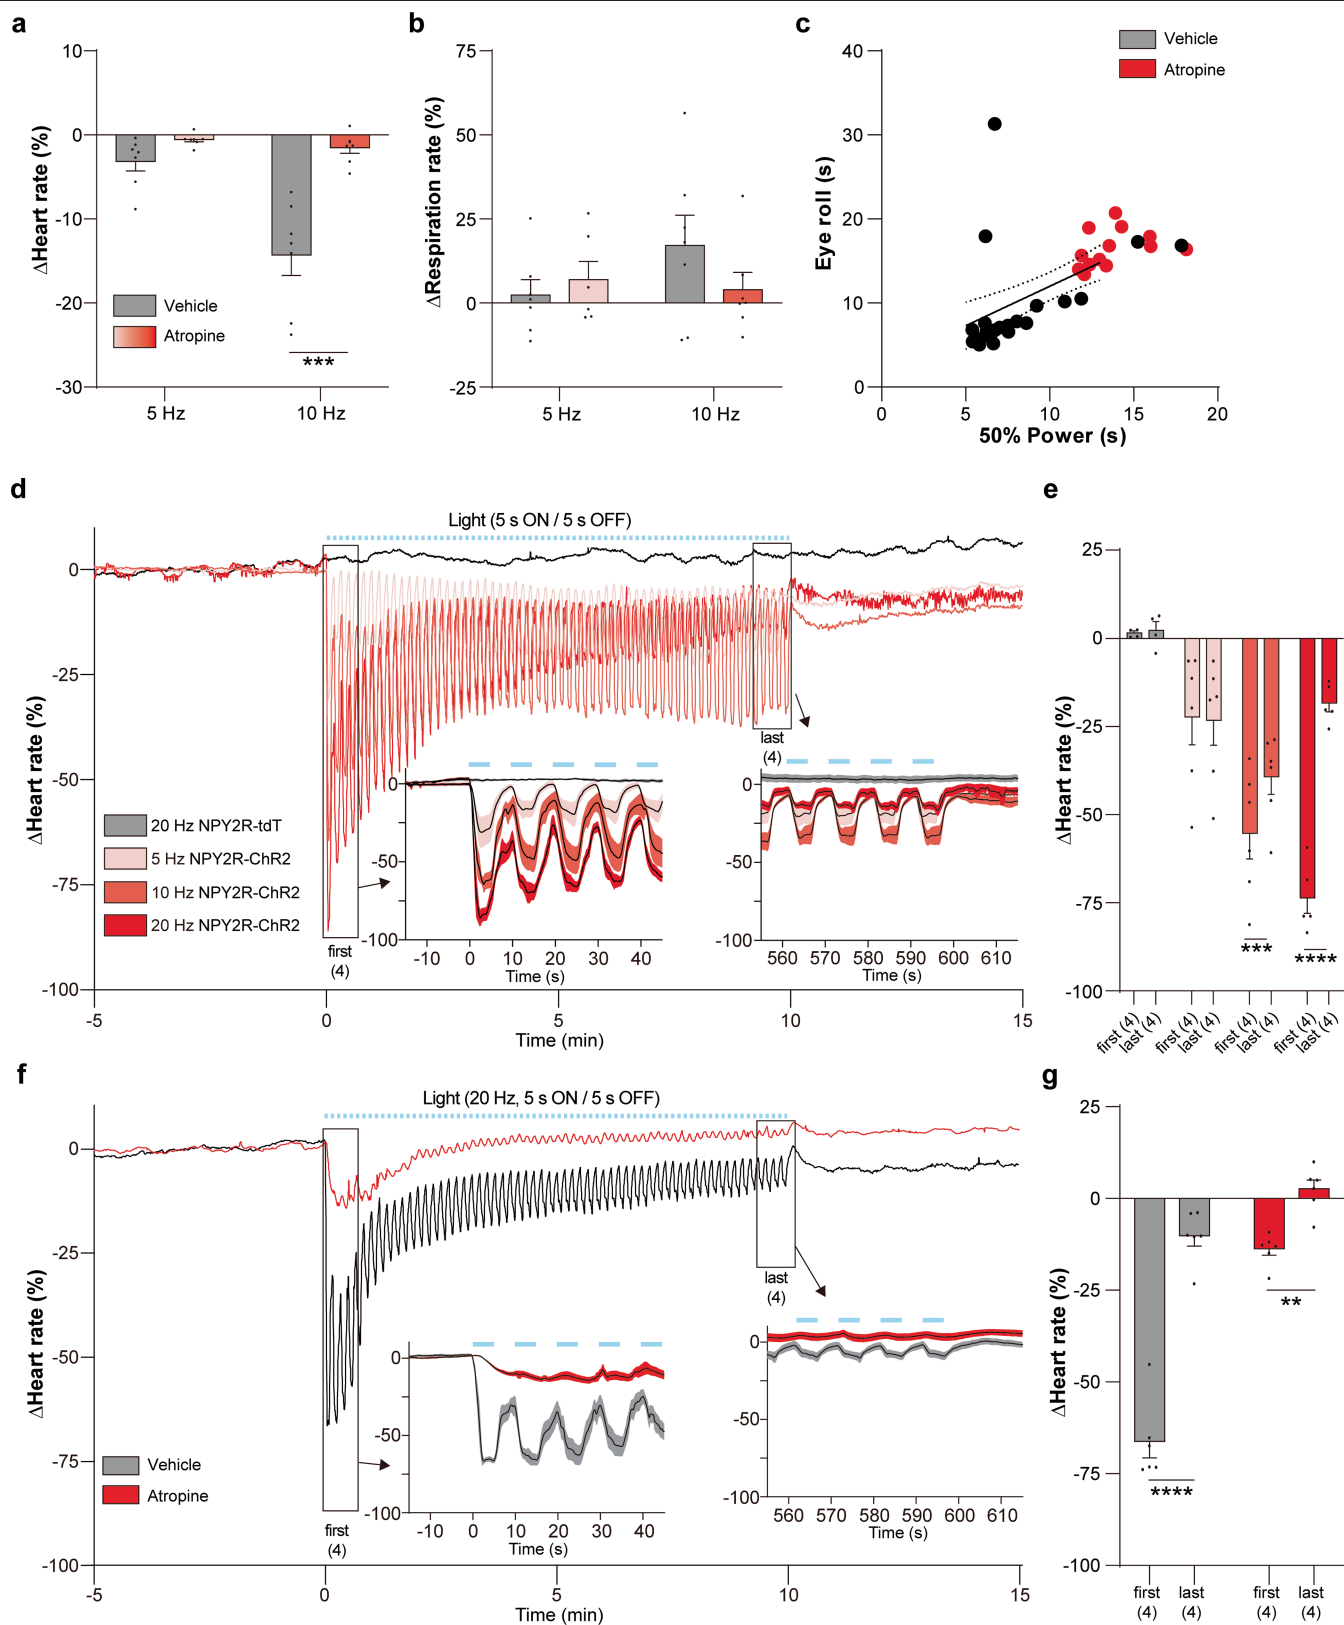 a
10
0
-10
-20
-30
ΔHeart rate (%)
Vehicle
Atropine
***
5 Hz
10 Hz
b
75
50
25
0
-25
ΔRespiration rate (%)
5 Hz
10 Hz
c
Vehicle
Atropine
40
30
20
10
0
Eye roll (s)
0
5
10
15
20
50% Power (s)
d
Light (5 s ON / 5 s OFF)
0
-25
-50
-75
-100
ΔHeart rate (%)
20 Hz NPY2R-tdT
5 Hz NPY2R-ChR2
10 Hz NPY2R-ChR2
20 Hz NPY2R-ChR2
first
(4)
last
(4)
0
-50
-100
-10
0
10
20
30
40
Time (s)
0
-50
-100
560
570
580
590
600
610
Time (s)
-5
0
5
10
15
Time (min)
e
25
0
-25
-50
-75
-100
ΔHeart rate (%)
***
****
first (4)
last (4)
first (4)
last (4)
first (4)
last (4)
first (4)
last (4)
f
Light (20 Hz, 5 s ON / 5 s OFF)
0
-25
-50
-75
-100
ΔHeart rate (%)
Vehicle
Atropine
first
(4)
last
(4)
0
-50
-100
-10
0
10
20
30
40
Time (s)
0
-50
-100
560
570
580
590
600
610
Time (s)
-5
0
5
10
15
Time (min)
g
25
0
-25
-50
-75
-100
ΔHeart rate (%)
****
**
first
(4)
last
(4)
first
(4)
last
(4)